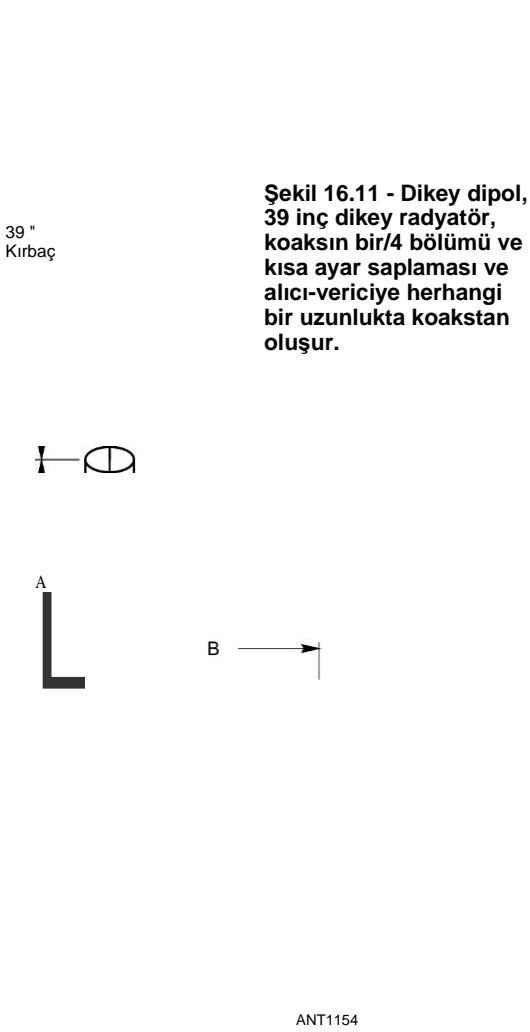 39 "
Kırbaç
Şekil 16.11 - Dikey dipol,
39 inç dikey radyatör,
koaksın bir/4 bölümü ve
kısa ayar saplaması ve
alıcı-vericiye herhangi
bir uzunlukta koakstan
oluşur.
A
B
ANT1154